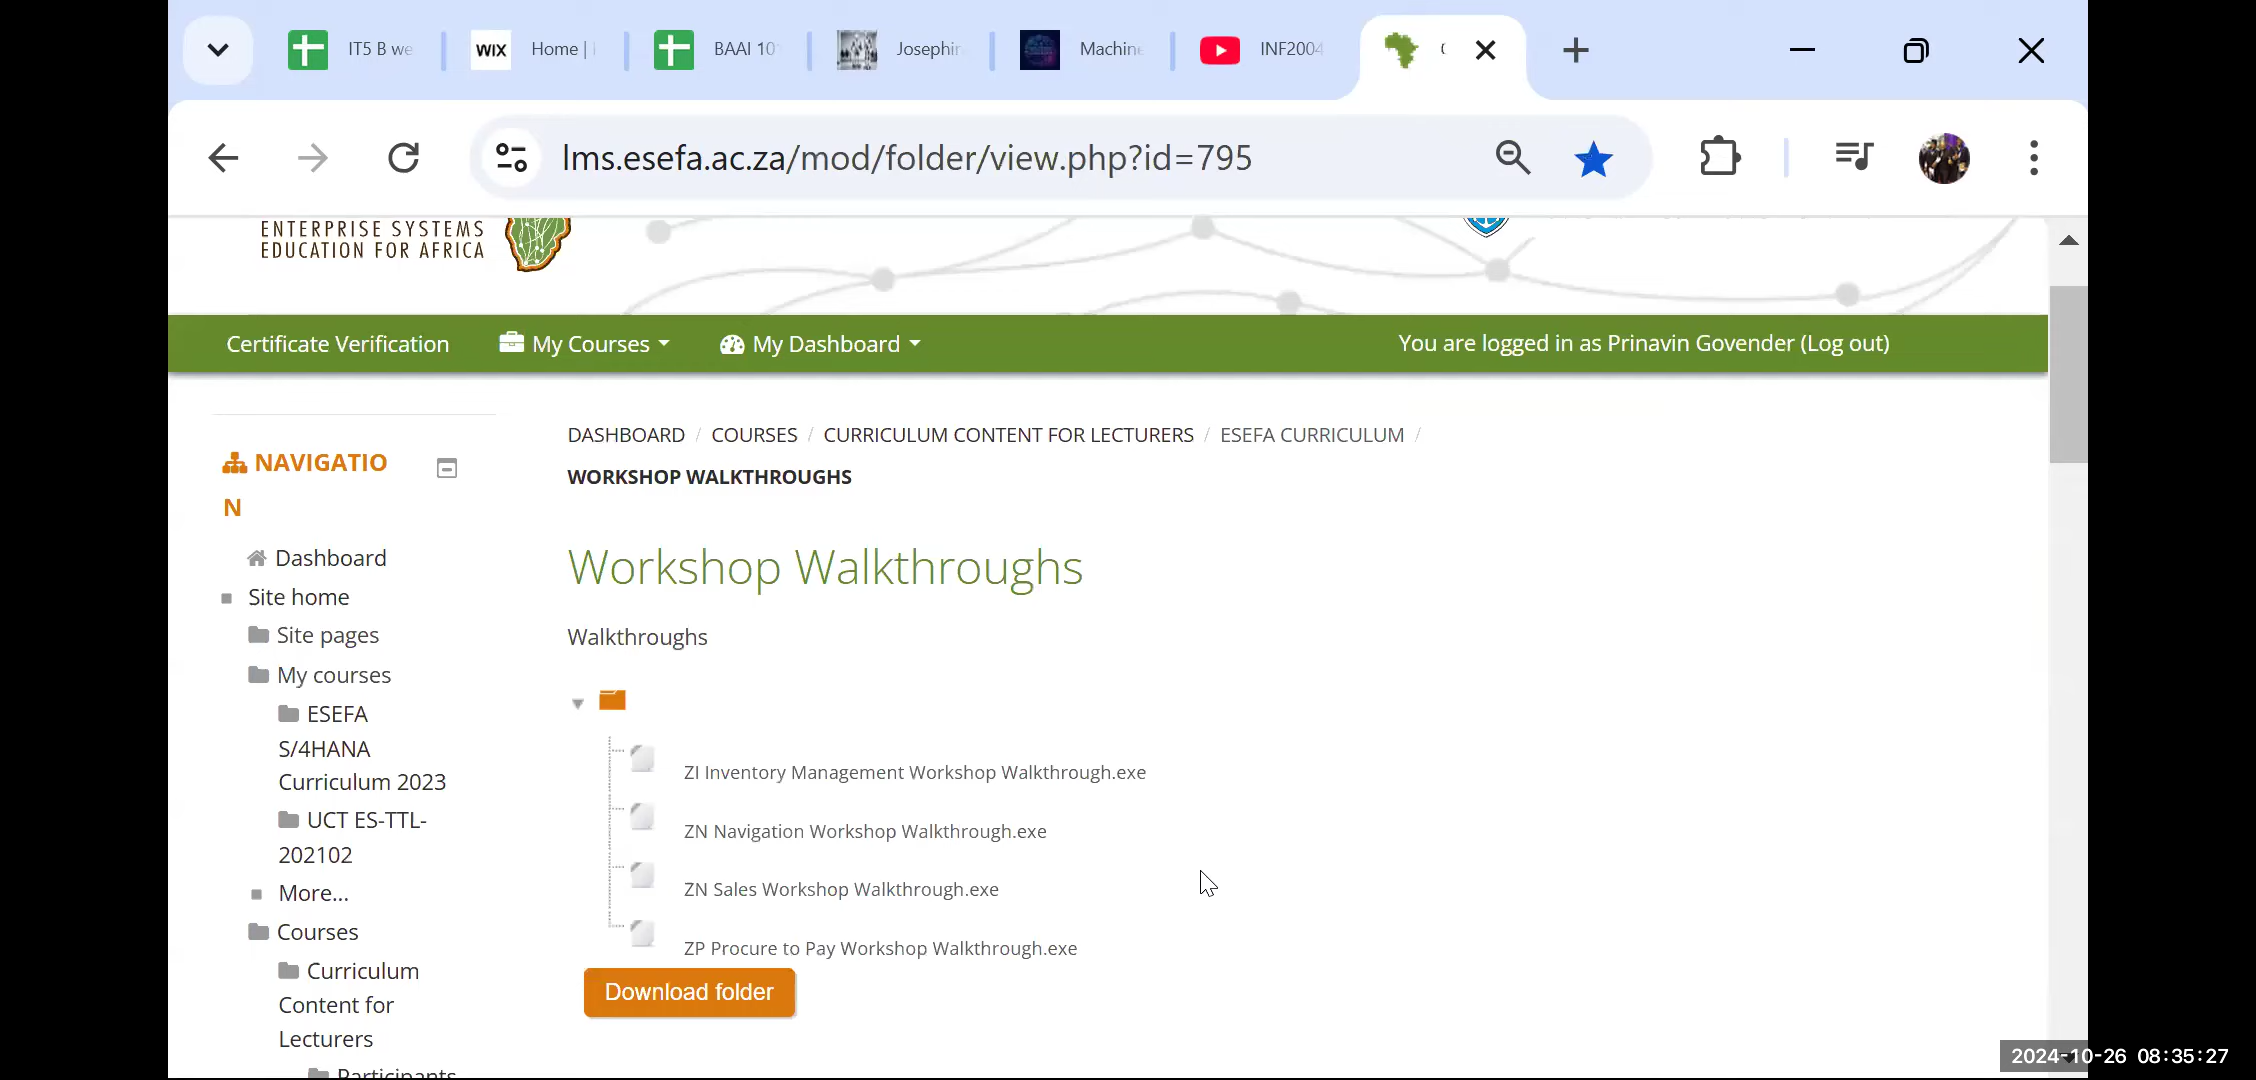 IT5 B we
WIX
Home |
BAAI 10
Josephin
Machine
INF2004
lms.esefa.ac.za/mod/folder/view.php?id=795
ENTERPRISE SYSTEMS
EDUCATION FOR AFRICA
Certificate Verification
My Courses
My Dashboard
You are logged in as Prinavin Govender (Log out)
NAVIGATIO
N
Dashboard
Site home
Site pages
My courses
ESEFA
S/4HANA
Curriculum 2023
UCT ES-TTL-
202102
More...
Courses
Curriculum
Content for
Lecturers
Participants
DASHBOARD / COURSES / CURRICULUM CONTENT FOR LECTURERS / ESEFA CURRICULUM /
WORKSHOP WALKTHROUGHS
Workshop Walkthroughs
Walkthroughs
ZI Inventory Management Workshop Walkthrough.exe
ZN Navigation Workshop Walkthrough.exe
ZN Sales Workshop Walkthrough.exe
ZP Procure to Pay Workshop Walkthrough.exe
Download folder
2024-10-26 08:35:27